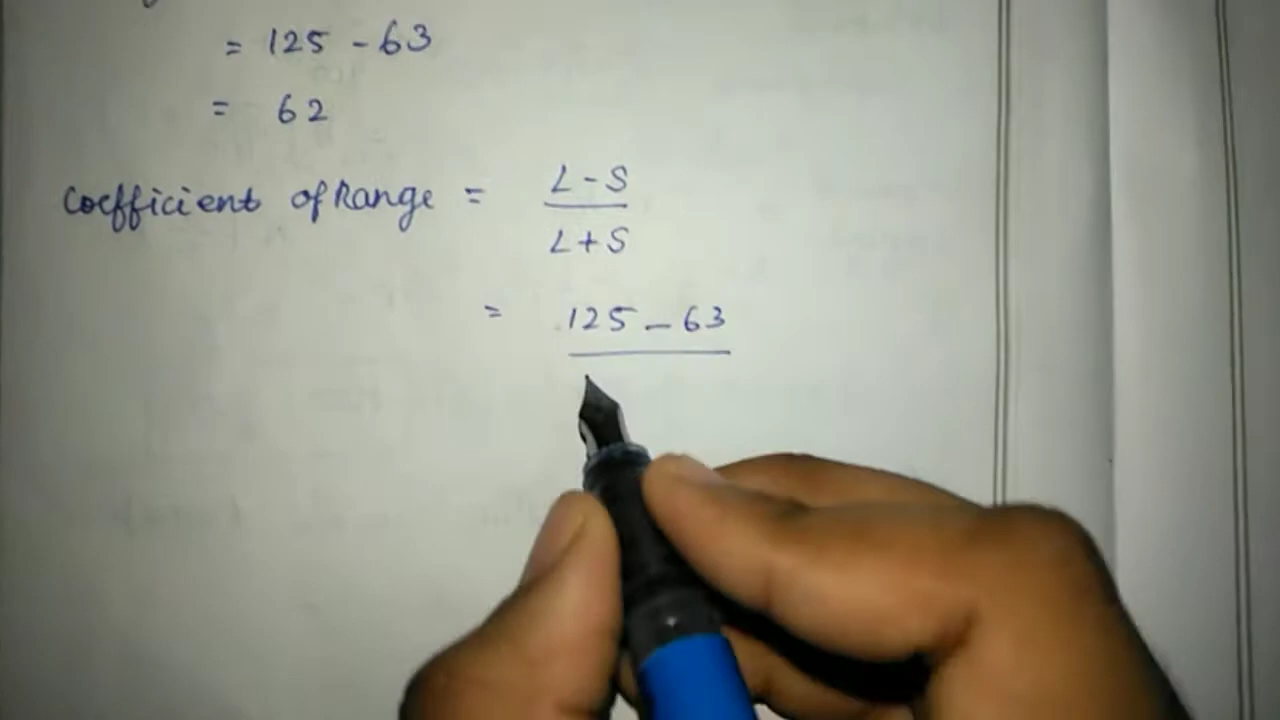 = 125 - 63
= 62
Coefficient of Range = L-S
L+S
= 125-63